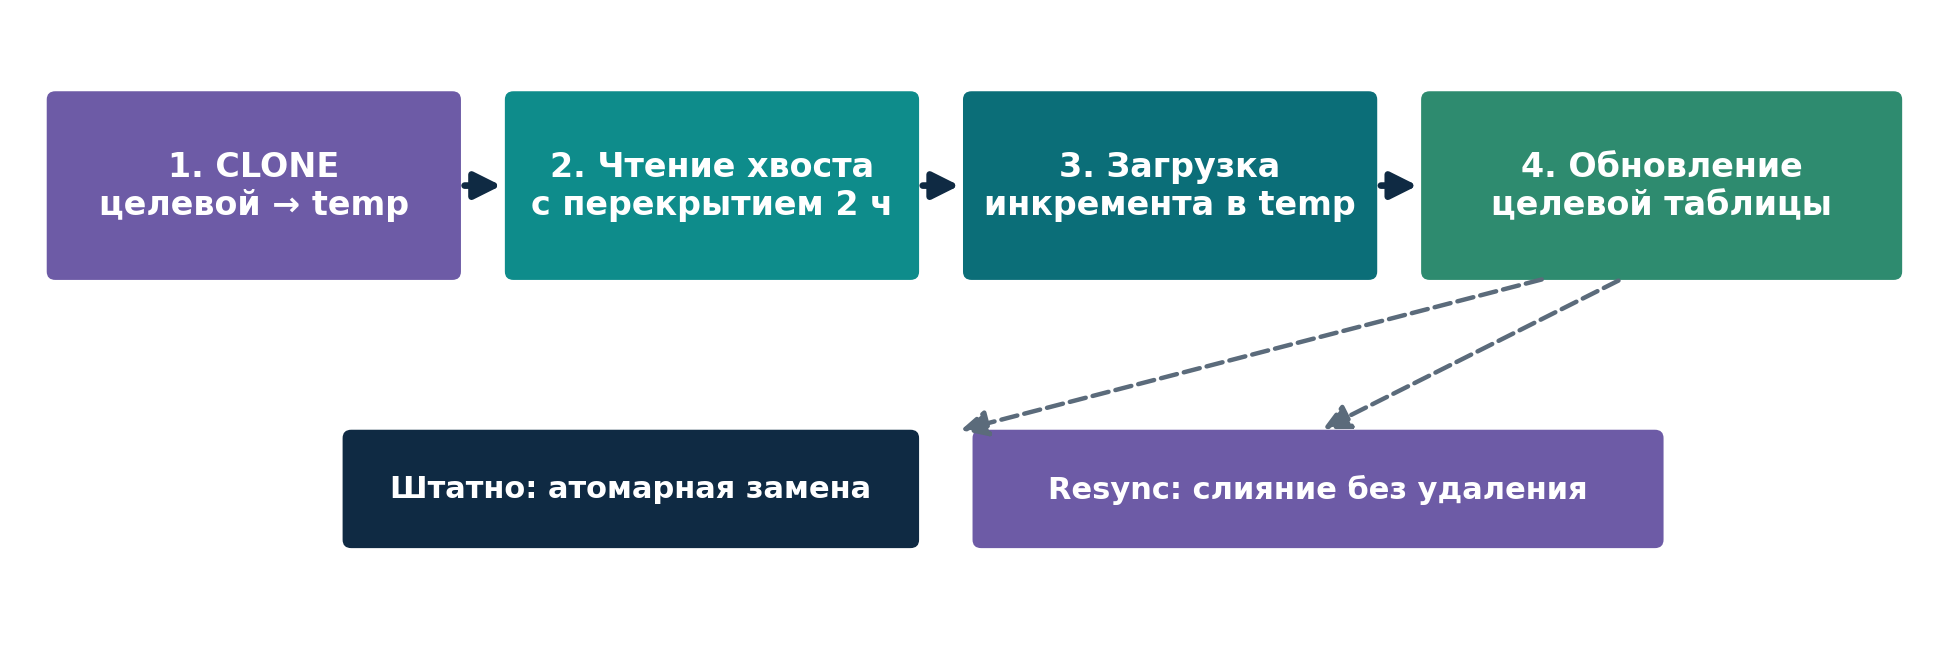 1. CLONE
целевой → temp
2. Чтение хвоста
с перекрытием 2 ч
3. Загрузка
инкремента в temp
4. Обновление
целевой таблицы
Штатно: атомарная замена
Resync: слияние без удаления